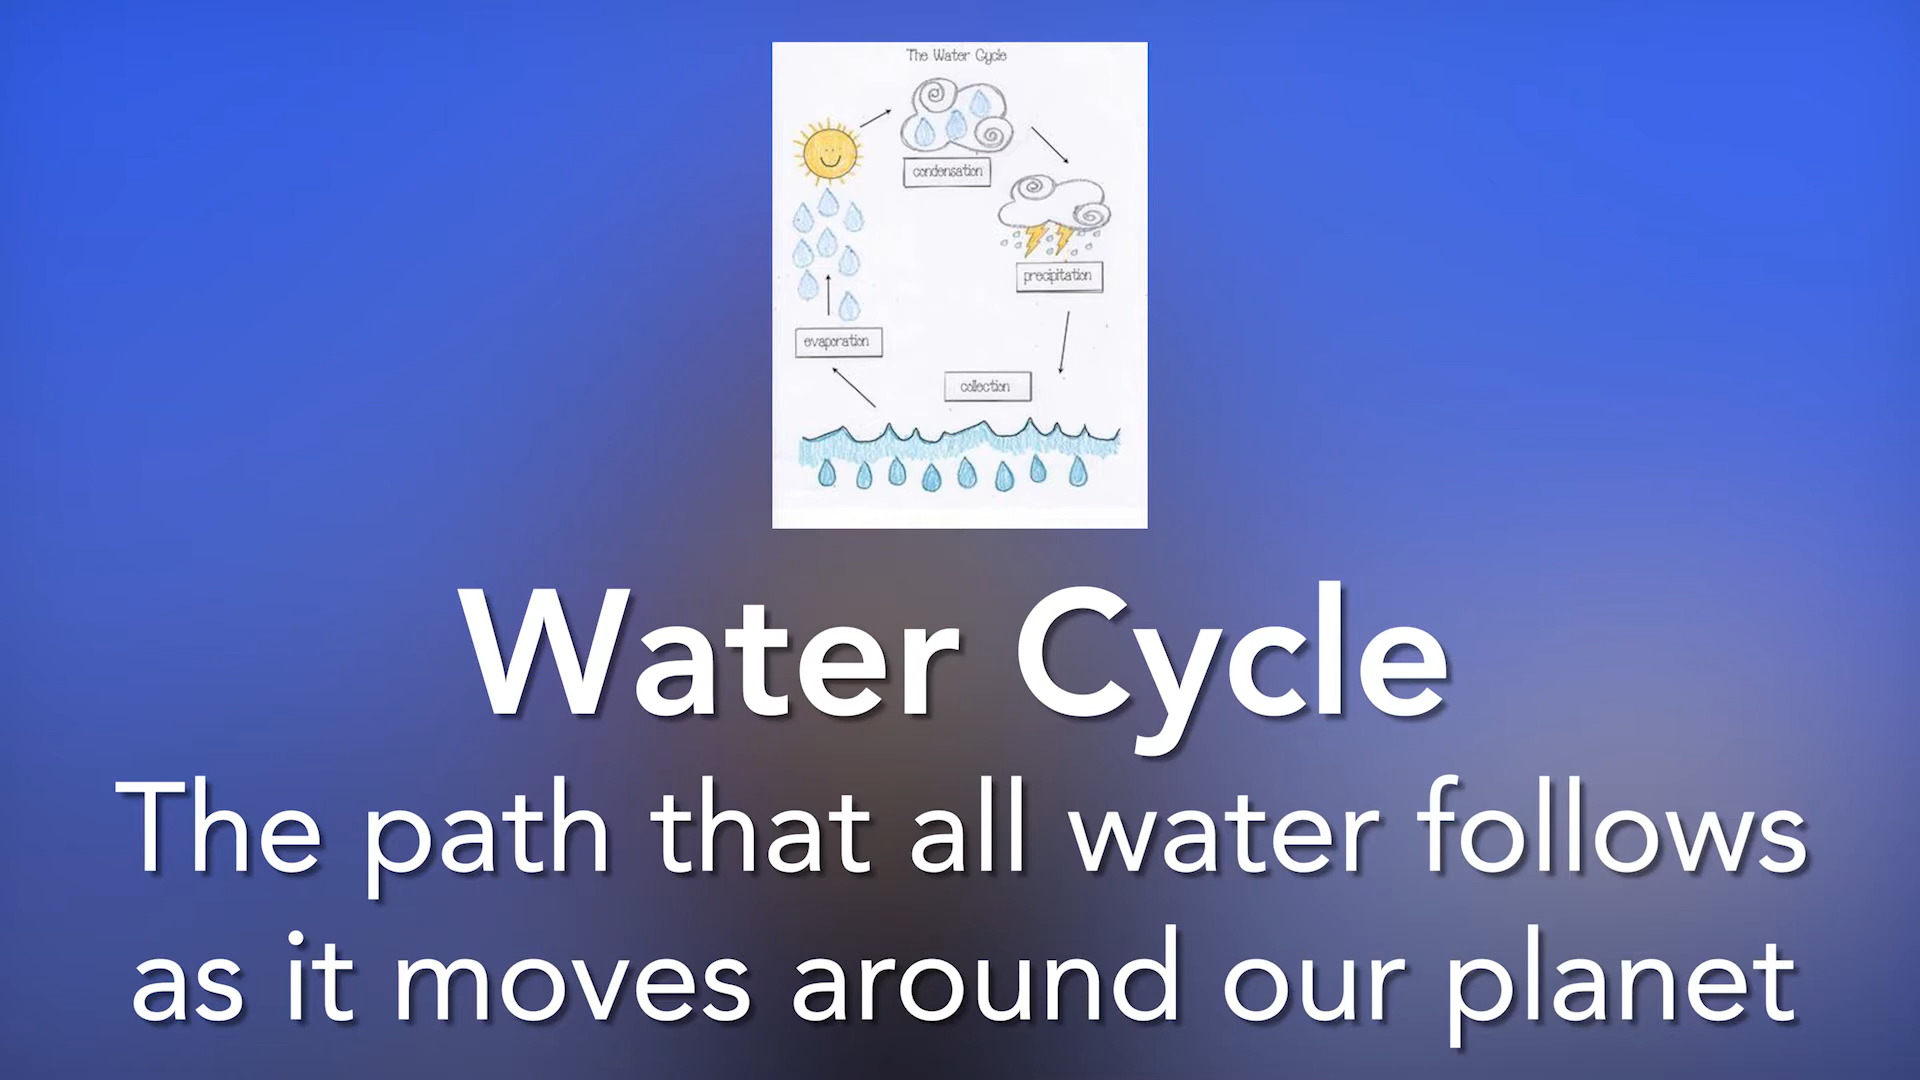 The Water Cycle
condensation
precipitation
evaporation
collection
Water Cycle
The path that all water follows
as it moves around our planet